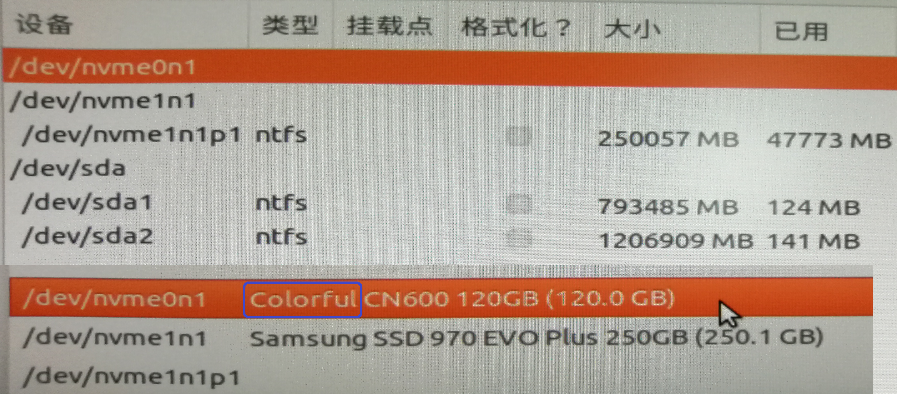 设备 类型 挂载点 格式化？ 大小 已用
/dev/nvme0n1
/dev/nvme1n1
/dev/nvme1n1p1 ntfs 250057 MB 47773 MB
/dev/sda
/dev/sda1 ntfs 793485 MB 124 MB
/dev/sda2 ntfs 1206909 MB 141 MB
/dev/nvme0n1 Colorful CN600 120GB (120.0 GB)
/dev/nvme1n1 Samsung SSD 970 EVO Plus 250GB (250.1 GB)
/dev/nvme1n1p1